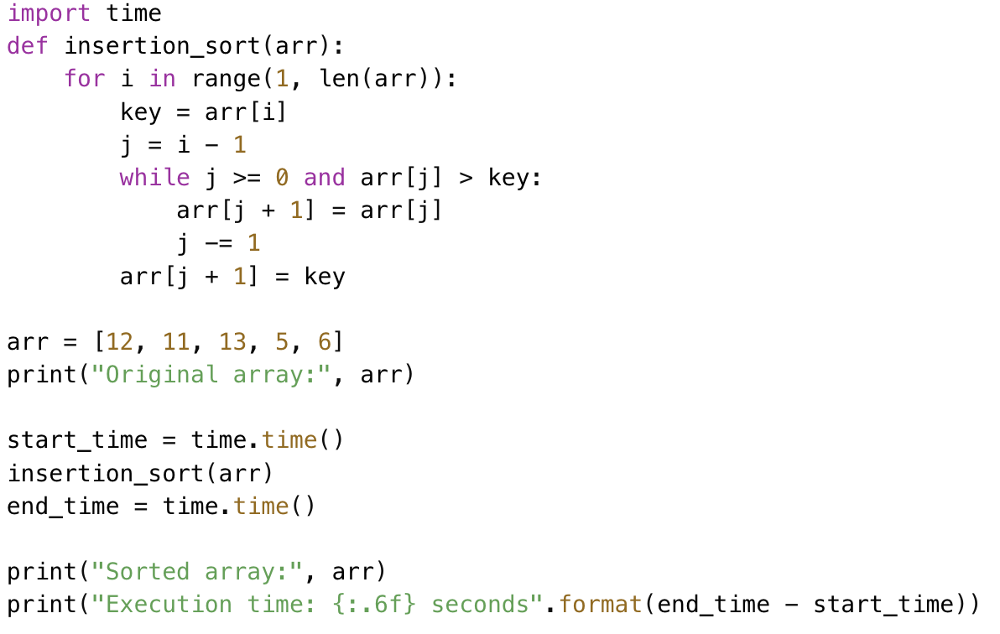 import time
def insertion_sort(arr):
    for i in range(1, len(arr)):
        key = arr[i]
        j = i - 1
        while j >= 0 and arr[j] > key:
            arr[j + 1] = arr[j]
            j -= 1
        arr[j + 1] = key

arr = [12, 11, 13, 5, 6]
print("Original array:", arr)

start_time = time.time()
insertion_sort(arr)
end_time = time.time()

print("Sorted array:", arr)
print("Execution time: {:.6f} seconds".format(end_time - start_time))